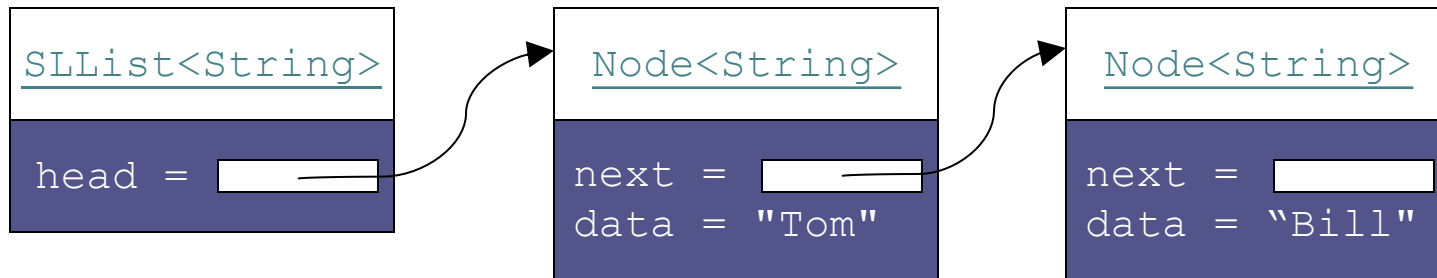 SLList<String>
head =
Node<String>
next =
data = "Tom"
Node<String>
next =
data = “Bill"